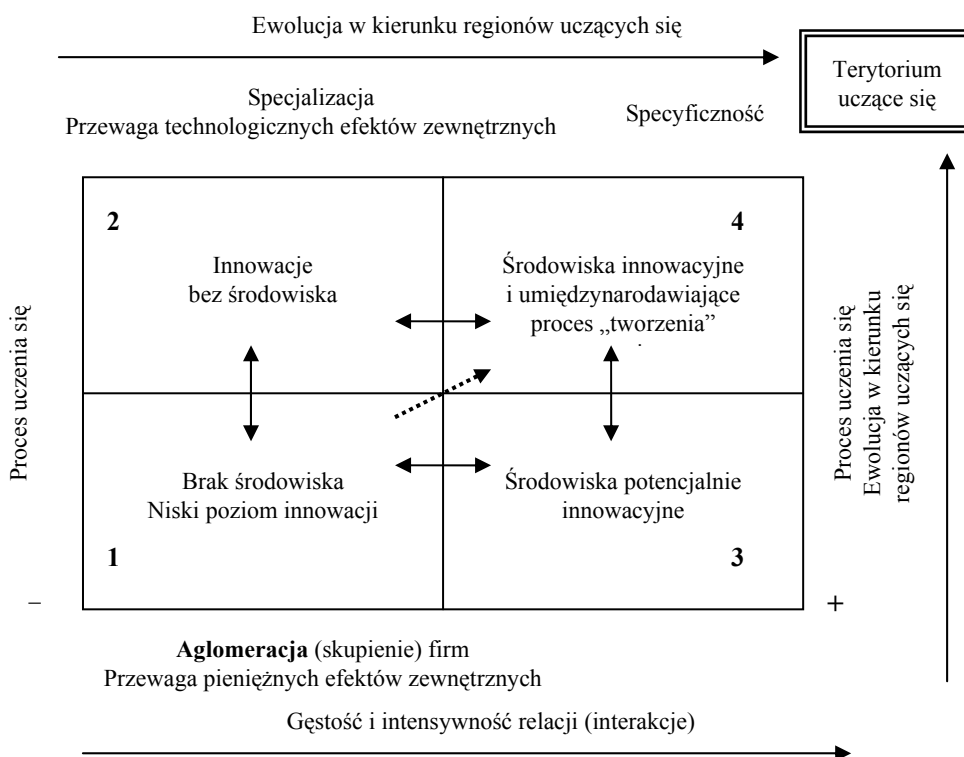 Ewolucja w kierunku regionów uczących się
Terytorium
uczące się
Specjalizacja
Przewaga technologicznych efektów zewnętrznych
Specyficzność
2
4
Innowacje
bez środowiska
Środowiska innowacyjne
i umiędzynarodawiające
proces „tworzenia”
Proces uczenia się
Proces uczenia się
Ewolucja w kierunku
regionów uczących się
Brak środowiska
Niski poziom innowacji
Środowiska potencjalnie
innowacyjne
1
3
–
+
Aglomeracja (skupienie) firm
Przewaga pieniężnych efektów zewnętrznych
Gęstość i intensywność relacji (interakcje)